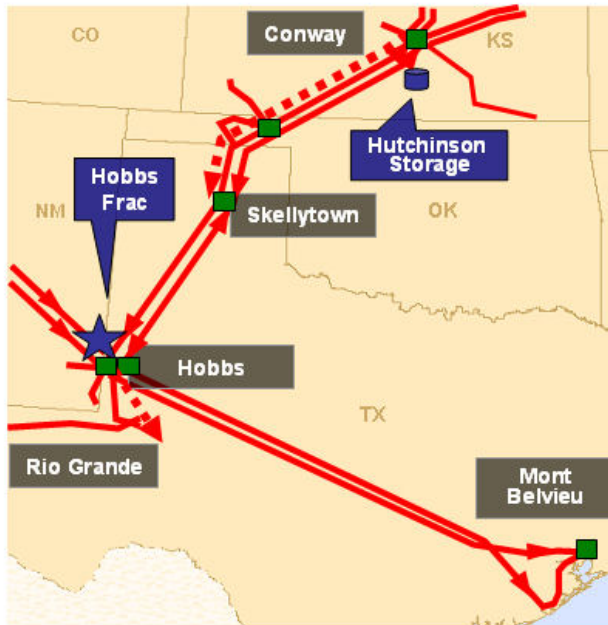 CO
Conway
KS
Hutchinson
Storage
Hobbs
Frac
NM
OK
Skellytown
Hobbs
TX
Rio Grande
Mont
Belvieu